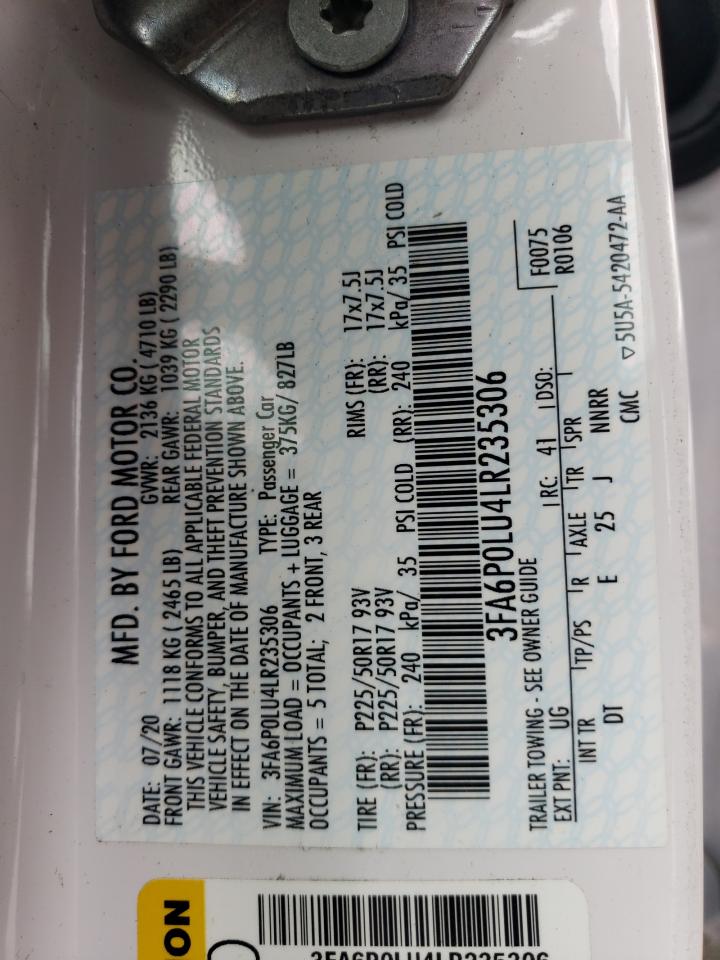 MFD. BY FORD MOTOR CO.
DATE: 07/20 GVWR: 2136 KG ( 4710 LB)
FRONT GAWR: 1118 KG ( 2465 LB) REAR GAWR: 1039 KG ( 2290 LB)
THIS VEHICLE CONFORMS TO ALL APPLICABLE FEDERAL MOTOR
VEHICLE SAFETY, BUMPER, AND THEFT PREVENTION STANDARDS
IN EFFECT ON THE DATE OF MANUFACTURE SHOWN ABOVE.
VIN: 3FA6P0LU4LR235306 TYPE: Passenger Car
MAXIMUM LOAD = OCCUPANTS + LUGGAGE = 375KG/ 827LB
OCCUPANTS = 5 TOTAL; 2 FRONT, 3 REAR
TIRE (FR): P225/50R17 93V RIMS (FR): 17x7.5J
(RR): P225/50R17 93V (RR): 17x7.5J
PRESSURE (FR): 240 kPa/ 35 PSI COLD (RR): 240 kPa/ 35 PSI COLD
3FA6P0LU4LR235306
TRAILER TOWING - SEE OWNER GUIDE F0075
EXT PNT: UG RC: 41 DSO: R0106
INT TR TP/PS R AXLE TR SPR
DT E 25 J NNRR
CMC ▽5U5A-5420472-AA
ION
3FA6P0LU4LR235306